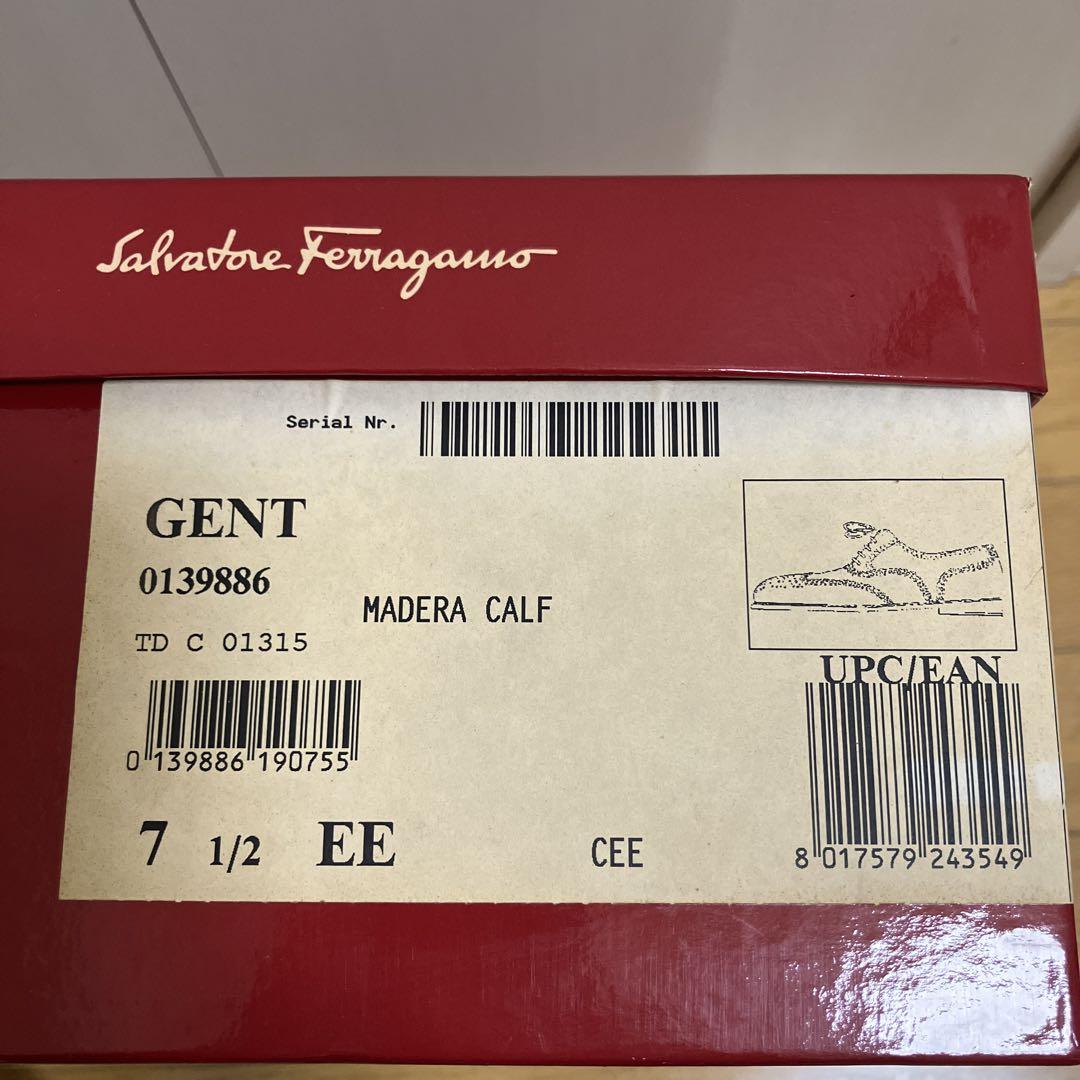 Salvatore Ferragamo
Serial Nr.
GENT
0139886
MADERA CALF
TD C 01315
UPC/EAN
0 139886 190755
7 1/2 EE
CEE
8 017579 243549